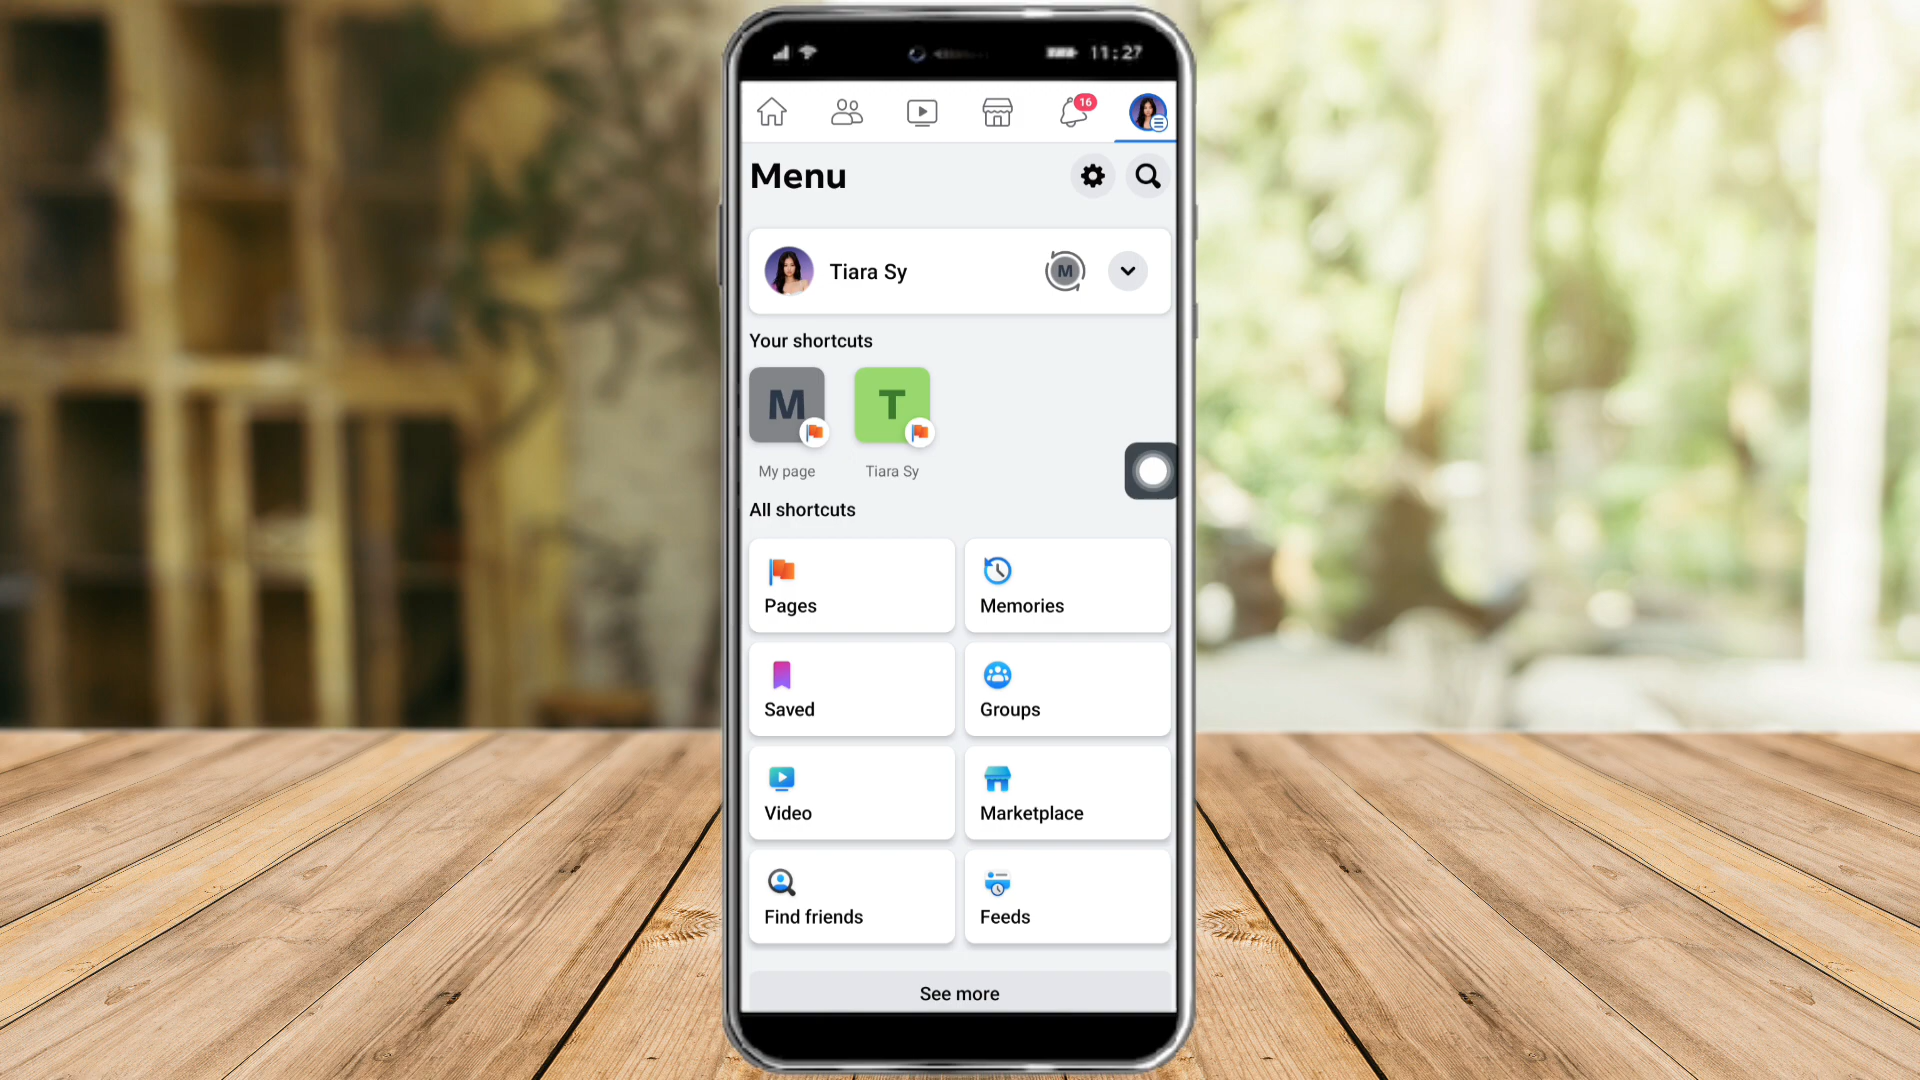 11:27
16
Menu
Tiara Sy
M
Your shortcuts
M
T
My page
Tiara Sy
All shortcuts
Pages
Memories
Saved
Groups
Video
Marketplace
Find friends
Feeds
See more